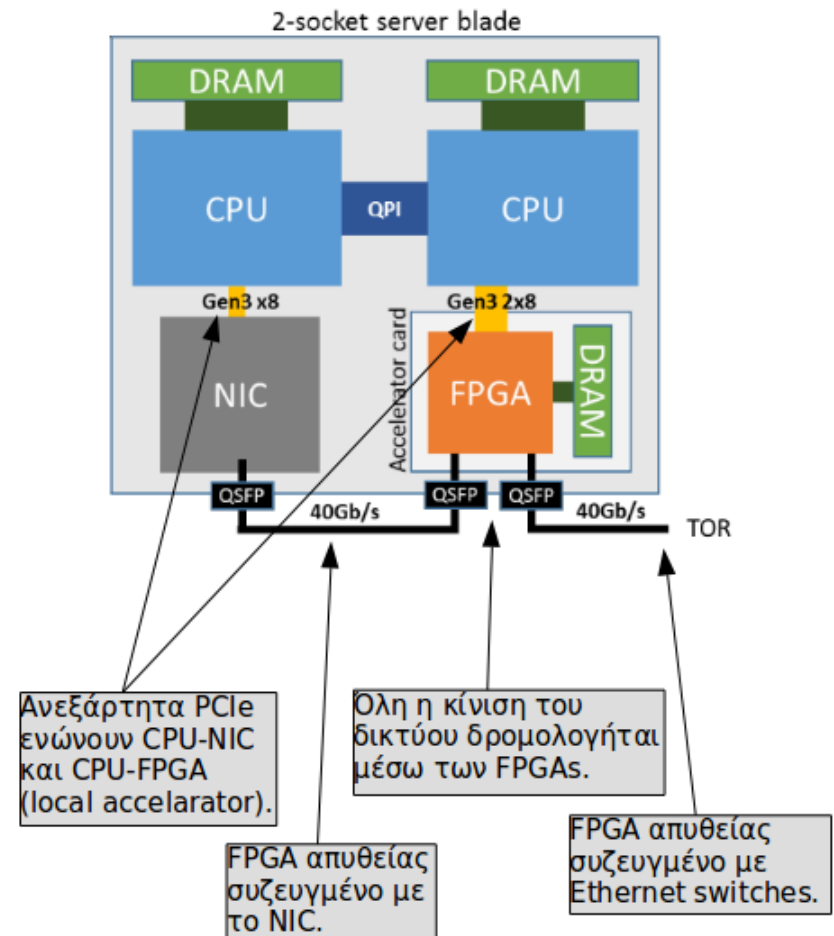 2-socket server blade
DRAM
DRAM
CPU
QPI
CPU
Gen3 x8
Gen3 2x8
Accelerator card
NIC
FPGA
DRAM
QSFP
QSFP
QSFP
40Gb/s
40Gb/s
TOR
Ανεξάρτητα PCIe
ενώνουν CPU-NIC
και CPU-FPGA
(local accelarator).
Όλη η κίνιση του
δικτύου δρομολογήται
μέσω των FPGAs.
FPGA απυθείας
συζευγμένο με
το NIC.
FPGA απυθείας
συζευγμένο με
Ethernet switches.